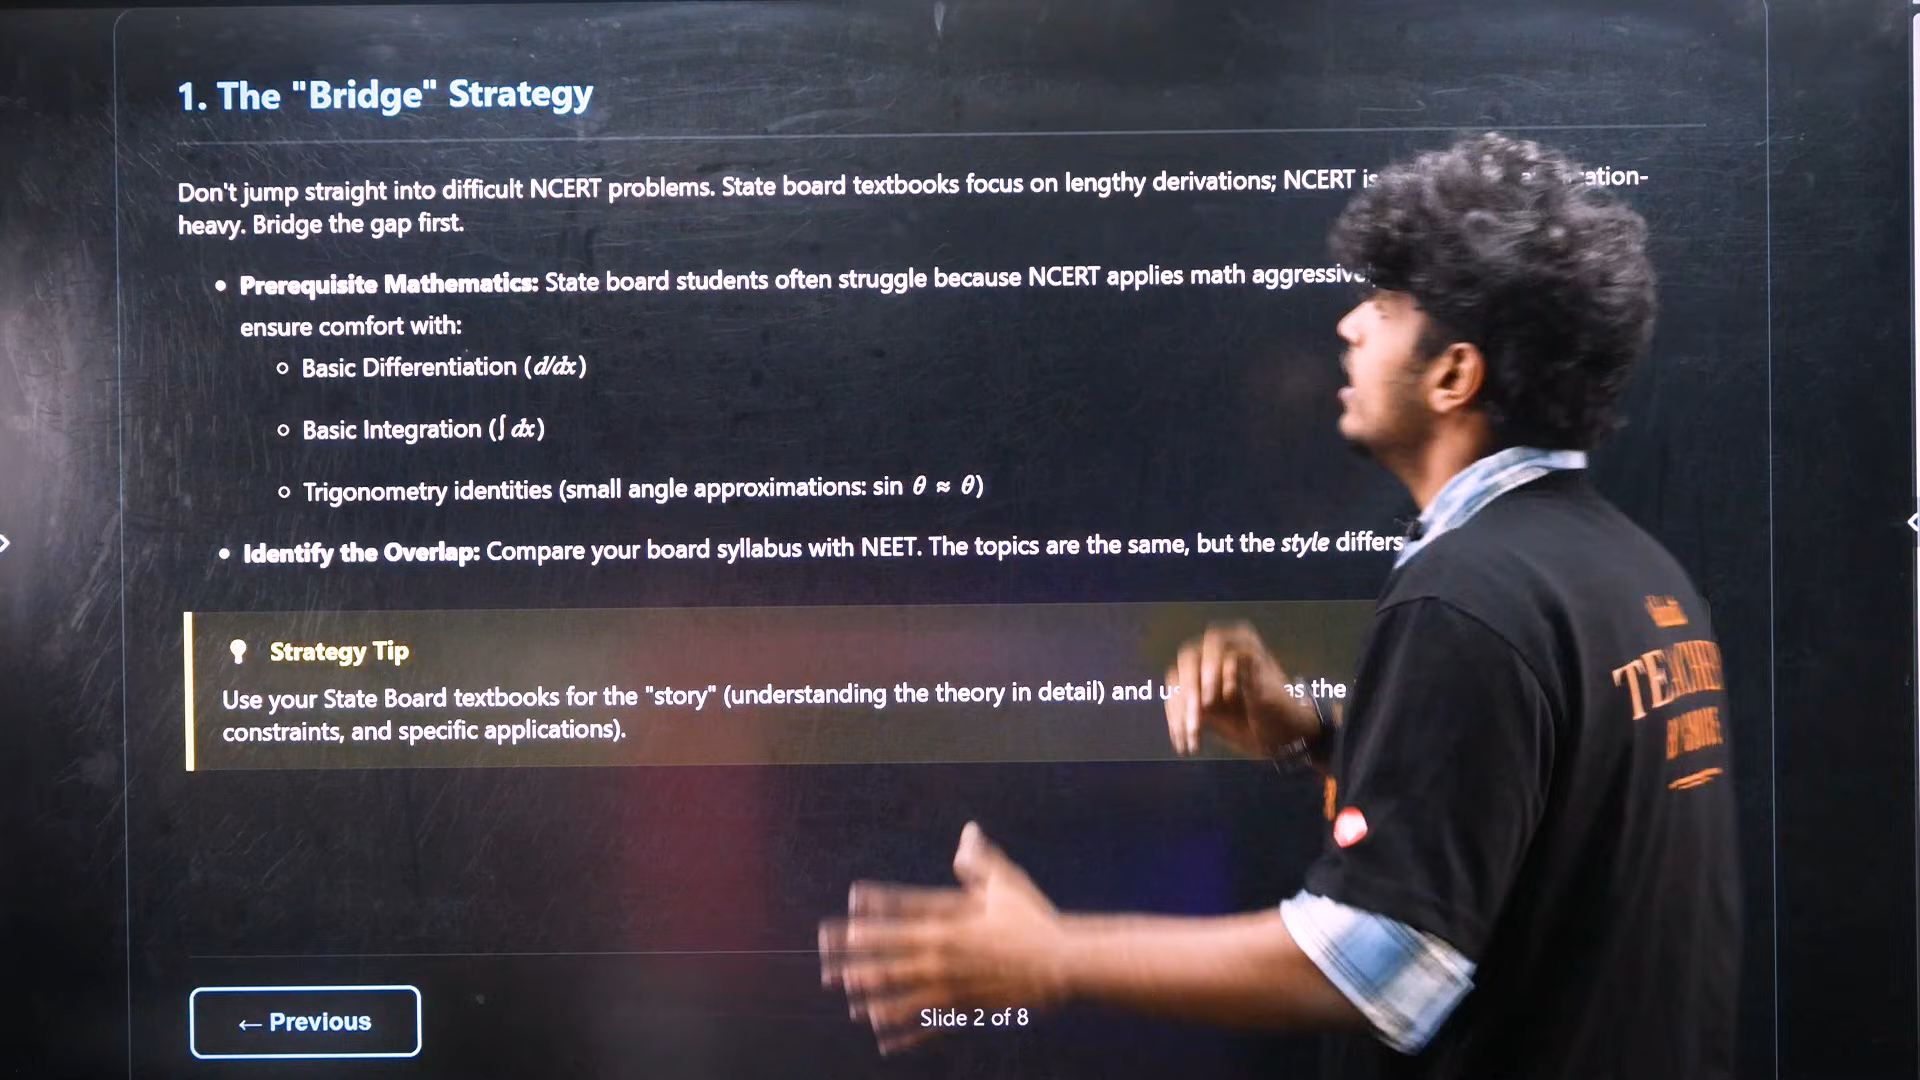 1. The "Bridge" Strategy
Don't jump straight into difficult NCERT problems. State board textbooks focus on lengthy derivations; NCERT is
heavy. Bridge the gap first.
• Prerequisite Mathematics: State board students often struggle because NCERT applies math
ensure comfort with:
Basic Differentiation (d/dx)
Basic Integration (∫ dx)
Trigonometry identities (small angle approximations: sin θ ≈ θ)
• Identify the Overlap: Compare your board syllabus with NEET. The topics are the same, but the style differs
Strategy Tip
Use your State Board textbooks for the "story" (understanding the theory in detail) and as the
constraints, and specific applications).
← Previous
Slide 2 of 8